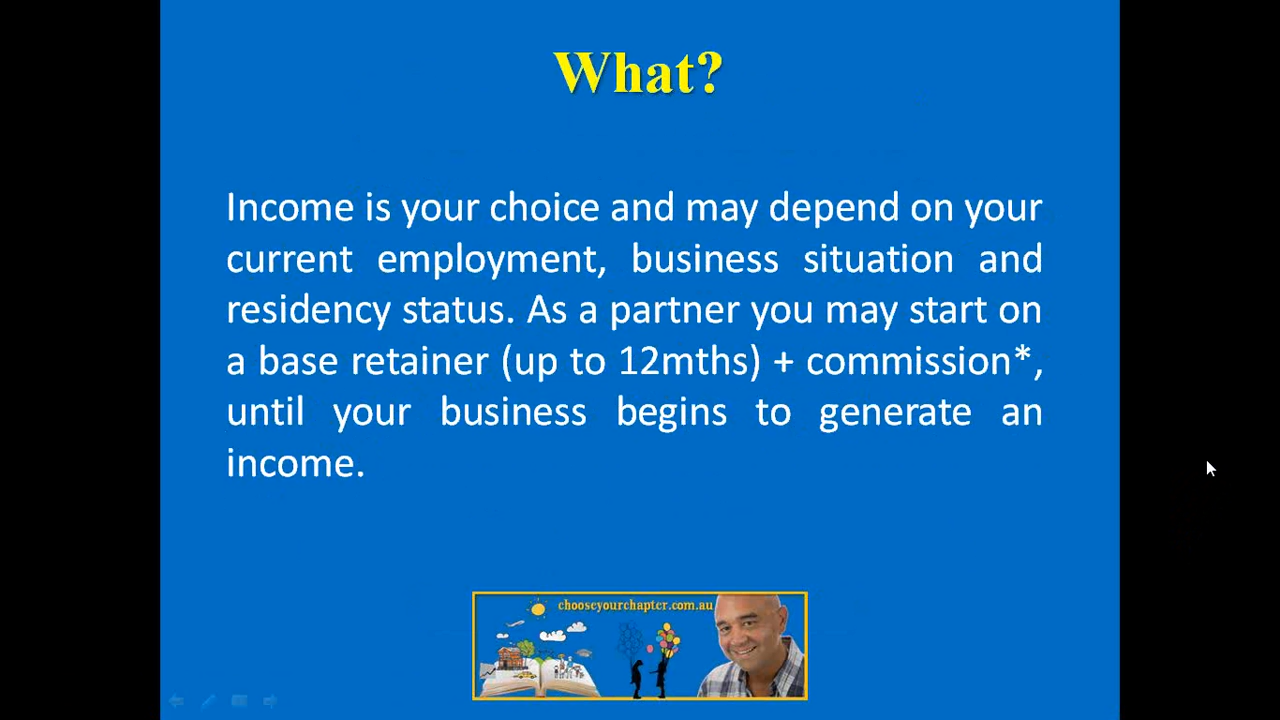 What?
Income is your choice and may depend on your
current employment, business situation and
residency status. As a partner you may start on
a base retainer (up to 12mths) + commission*,
until your business begins to generate an
income.
chooseyourchapter.com.au